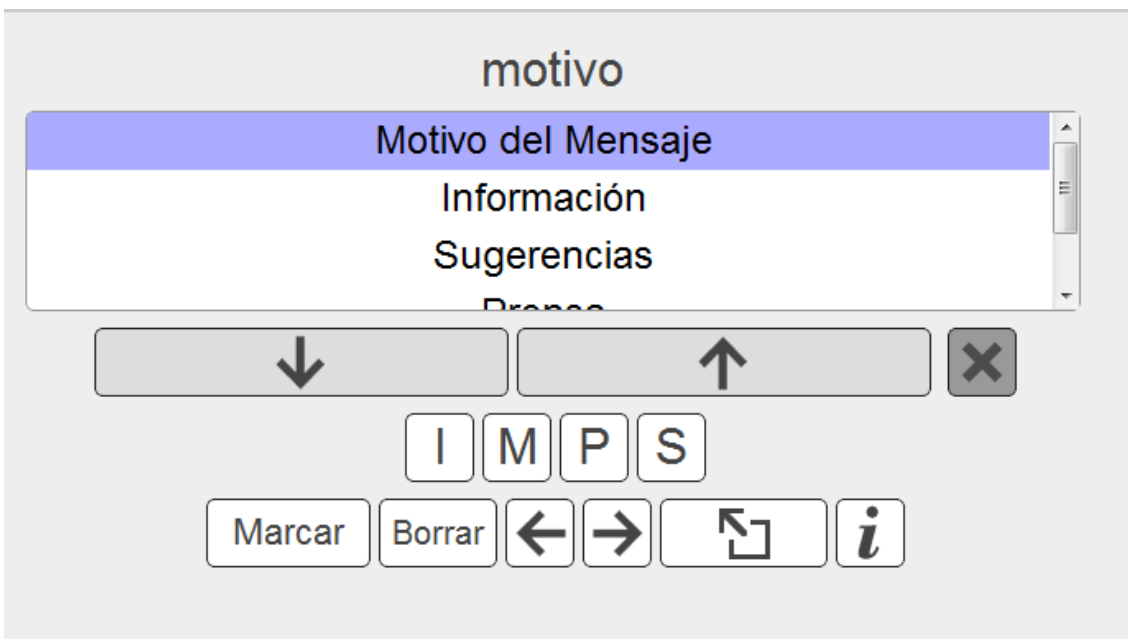 motivo
Motivo del Mensaje
Información
Sugerencias
I M P S
Marcar Borrar i